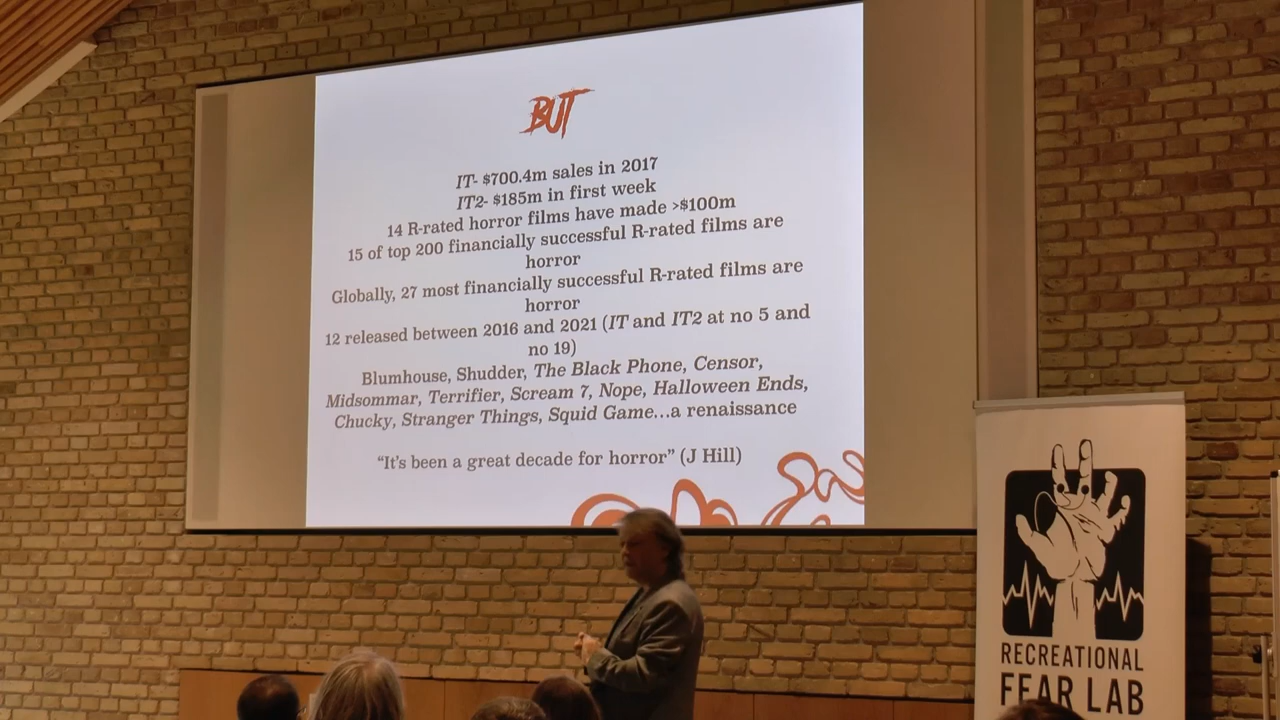 BUT
IT- $700.4m sales in 2017
IT2- $185m in first week
14 R-rated horror films have made >$100m
15 of top 200 financially successful R-rated films are
horror
Globally, 27 most financially successful R-rated films are
horror
12 released between 2016 and 2021 (IT and IT2 at no 5 and
no 19)
Blumhouse, Shudder, The Black Phone, Censor,
Midsommar, Terrifier, Scream 7, Nope, Halloween Ends,
Chucky, Stranger Things, Squid Game...a renaissance
“It's been a great decade for horror” (J Hill)
RECREATIONAL
FEAR LAB